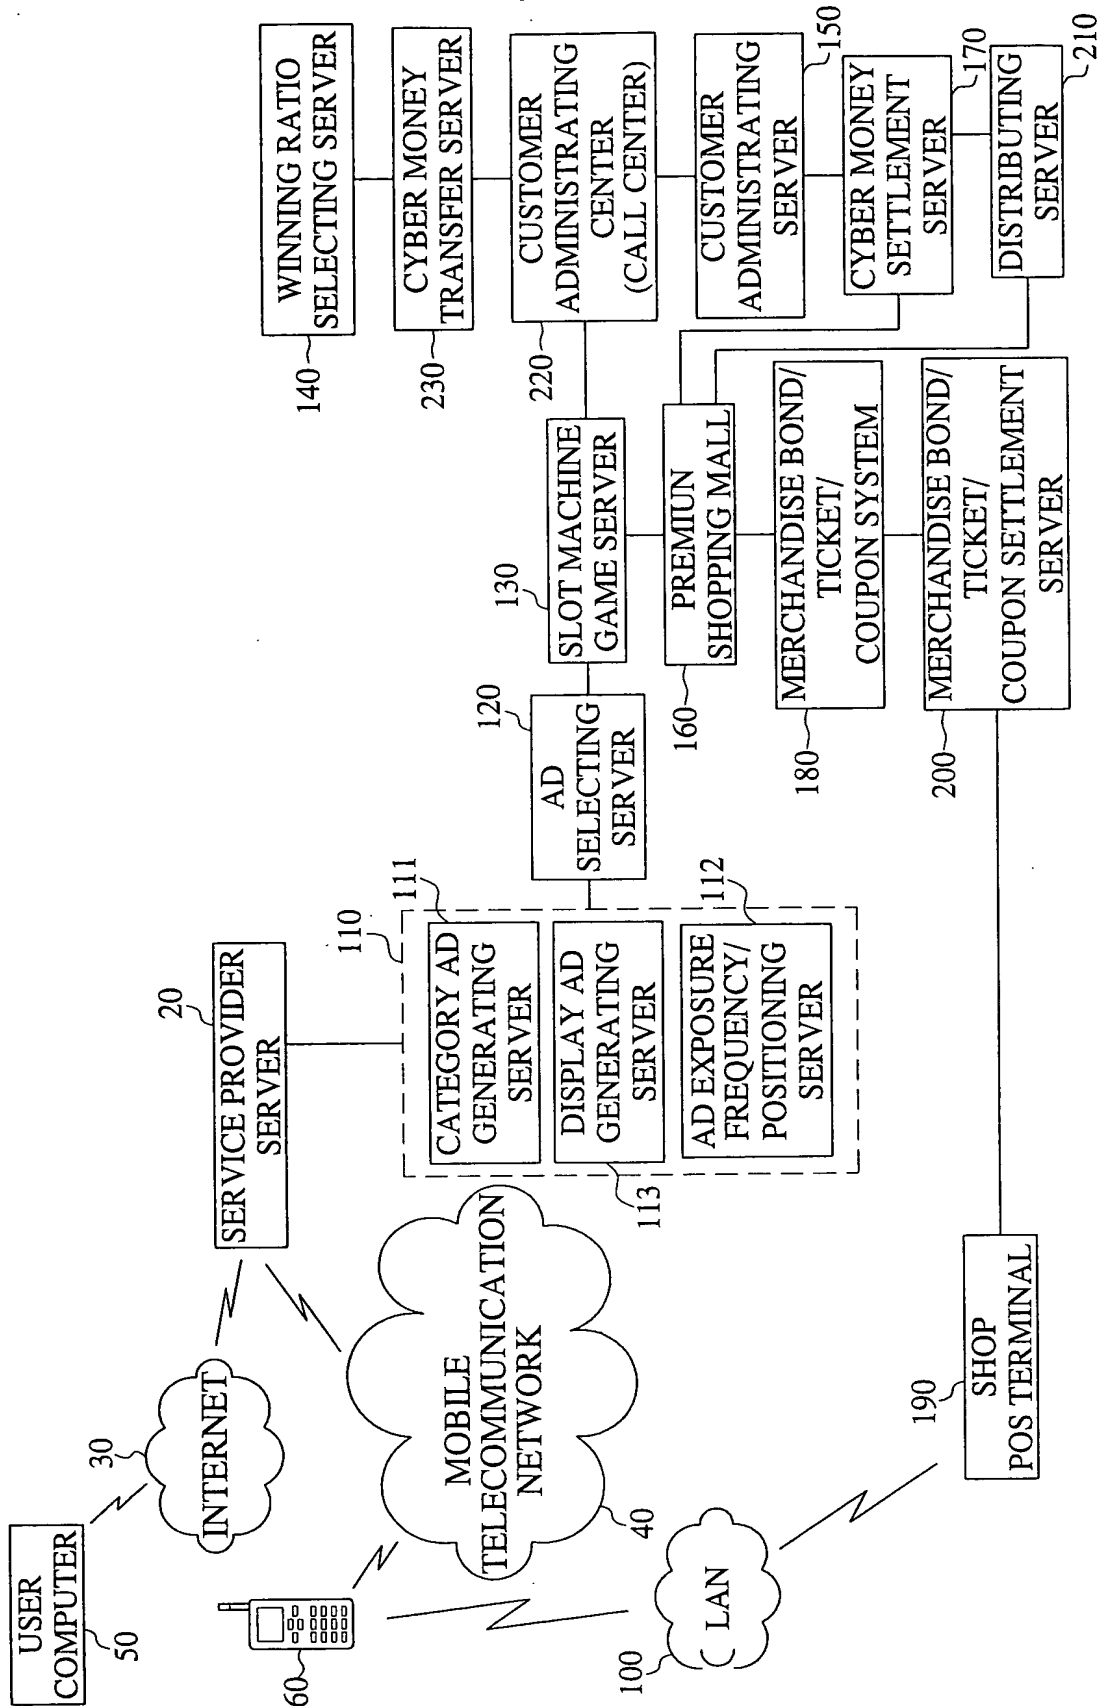 USER
COMPUTER
50
30
INTERNET
60
MOBILE
TELECOMMUNICATION
NETWORK
40
100
LAN
20
SERVICE PROVIDER
SERVER
110
111
CATEGORY AD
GENERATING
SERVER
DISPLAY AD
GENERATING
SERVER
113
112
AD EXPOSURE
FREQUENCY/
POSITIONING
SERVER
190
SHOP
POS TERMINAL
120
AD
SELECTING
SERVER
130
SLOT MACHINE
GAME SERVER
160
PREMIUN
SHOPPING MALL
180
MERCHANDISE BOND/
TICKET/
COUPON SYSTEM
200
MERCHANDISE BOND/
TICKET/
COUPON SETTLEMENT
SERVER
140
WINNING RATIO
SELECTING SERVER
230
CYBER MONEY
TRANSFER SERVER
220
CUSTOMER
ADMINISTRATING
CENTER
(CALL CENTER)
CUSTOMER
ADMINISTRATING
SERVER
150
CYBER MONEY
SETTLEMENT
SERVER
170
DISTRIBUTING
SERVER
210